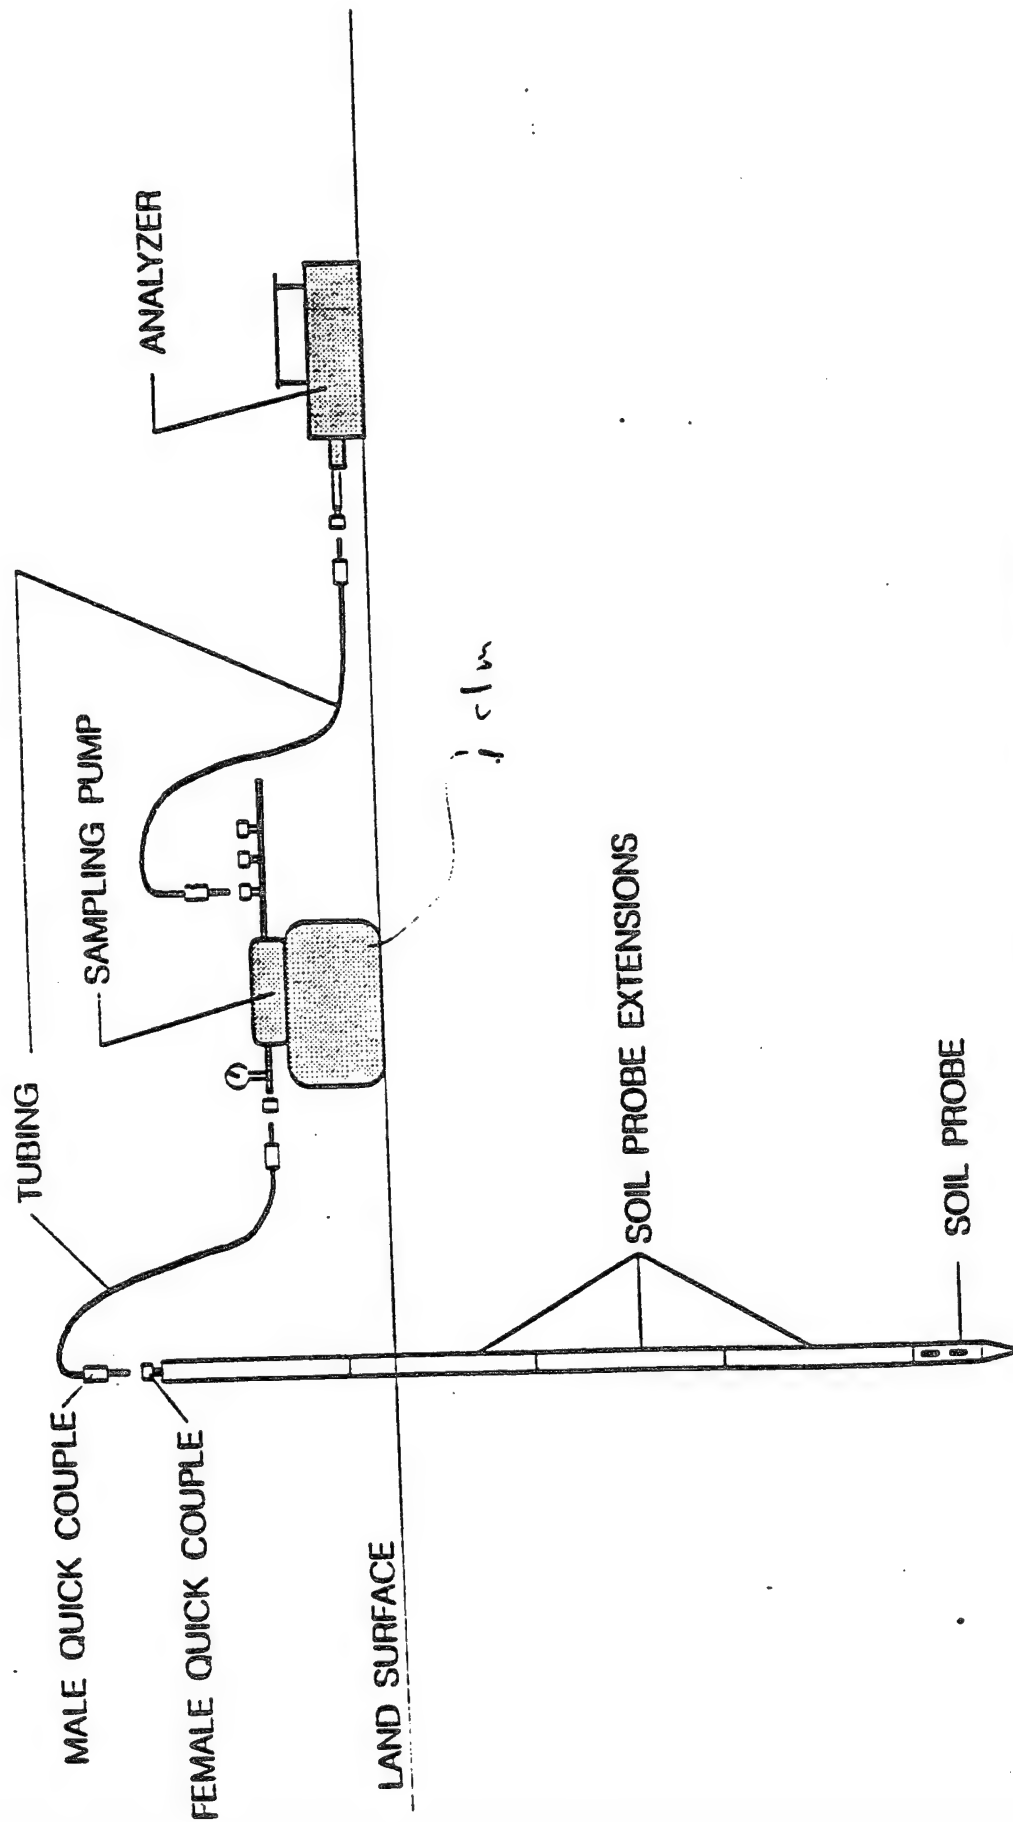 TUBING
MALE QUICK COUPLE
FEMALE QUICK COUPLE
SAMPLING PUMP
ANALYZER
LAND SURFACE
SOIL PROBE EXTENSIONS
SOIL PROBE